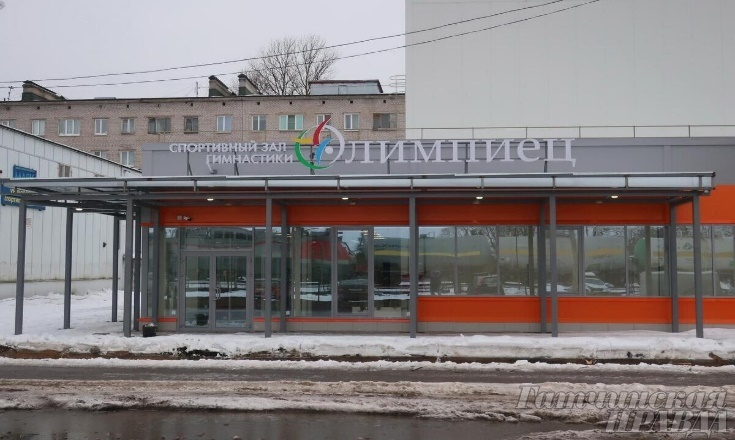 СПОРТИВНЫЙ ЗАЛ
ГИМНАСТИКИ
Олимпиец
Гатчинская
ПРАВДА